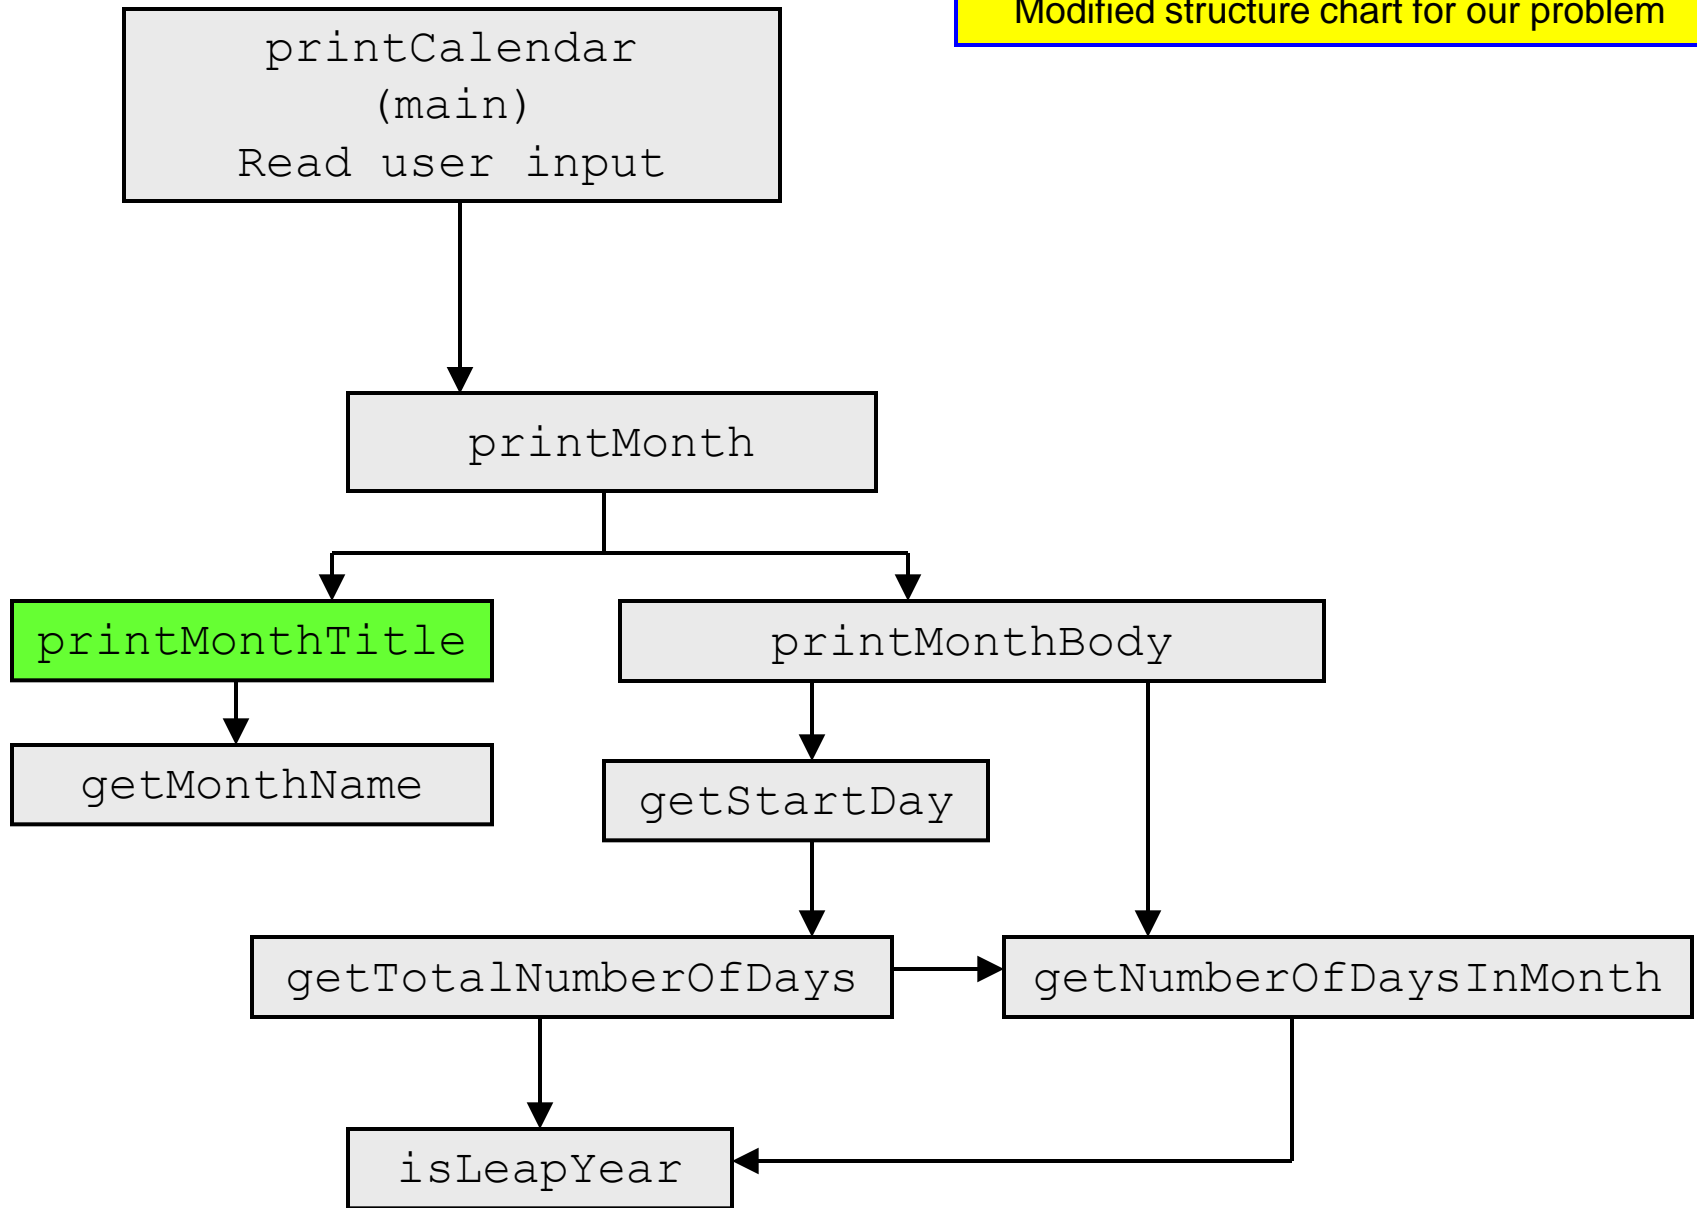 Modified structure chart for our problem
printCalendar
(main)
Read user input
printMonth
printMonthTitle
printMonthBody
getMonthName
getStartDay
getTotalNumberOfDays
getNumberOfDaysInMonth
isLeapYear